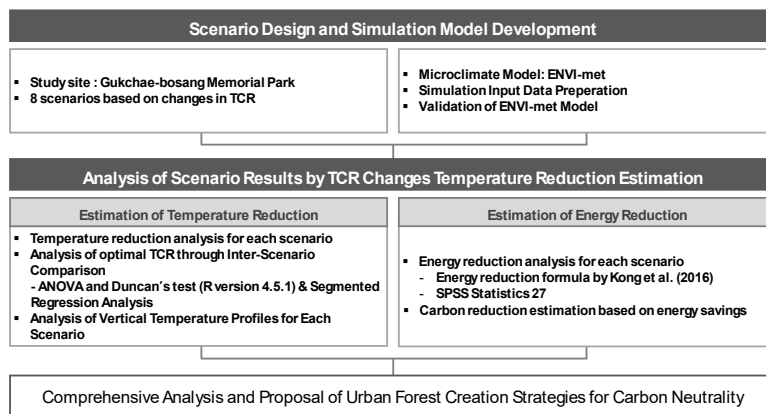 Scenario Design and Simulation Model Development
▪ Study site : Gukchae-bosang Memorial Park
▪ 8 scenarios based on changes in TCR
▪ Microclimate Model: ENVI-met
▪ Simulation Input Data Preperation
▪ Validation of ENVI-met Model
Analysis of Scenario Results by TCR Changes Temperature Reduction Estimation
Estimation of Temperature Reduction
▪ Temperature reduction analysis for each scenario
▪ Analysis of optimal TCR through Inter-Scenario
Comparison
- ANOVA and Duncan´s test (R version 4.5.1) & Segmented
Regression Analysis
▪ Analysis of Vertical Temperature Profiles for Each
Scenario
Estimation of Energy Reduction
▪ Energy reduction analysis for each scenario
- Energy reduction formula by Kong et al. (2016)
- SPSS Statistics 27
▪ Carbon reduction estimation based on energy savings
Comprehensive Analysis and Proposal of Urban Forest Creation Strategies for Carbon Neutrality